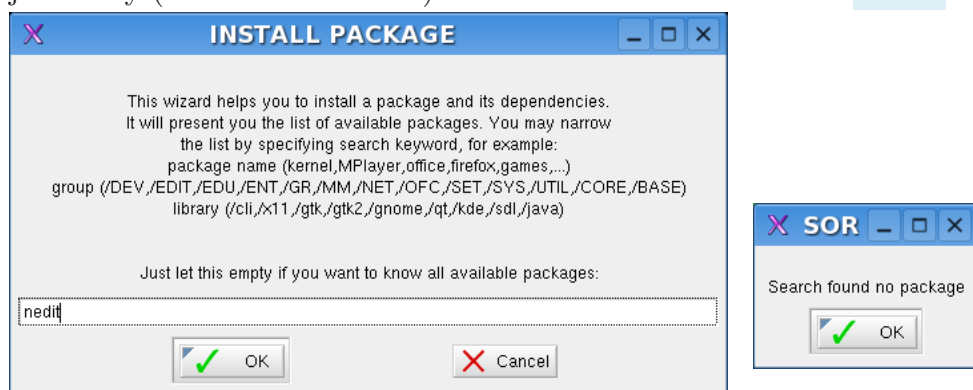 INSTALL PACKAGE
This wizard helps you to install a package and its dependencies.
It will present you the list of available packages. You may narrow
the list by specifying search keyword, for example:
package name (kernel,MPlayer,office,firefox,games,...)
group (/DEV,/EDIT,/EDU,/ENT,/GR,/MM,/NET,/OFC,/SET,/SYS,/UTIL,/CORE,/BASE)
library (/cli,/x11,/gtk,/gtk2,/gnome,/qt,/kde,/sdl,/java)
Just let this empty if you want to know all available packages:
nedit
OK
Cancel
SOR
Search found no package
OK